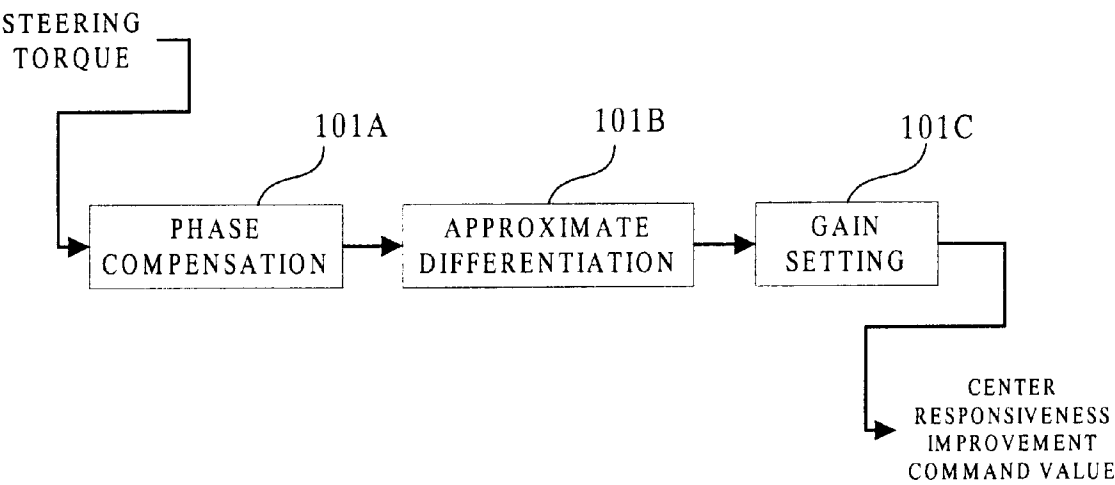 STEERING
TORQUE
101A
101B
101C
PHASE
COMPENSATION
APPROXIMATE
DIFFERENTIATION
GAIN
SETTING
CENTER
RESPONSIVENESS
IMPROVEMENT
COMMAND VALUE